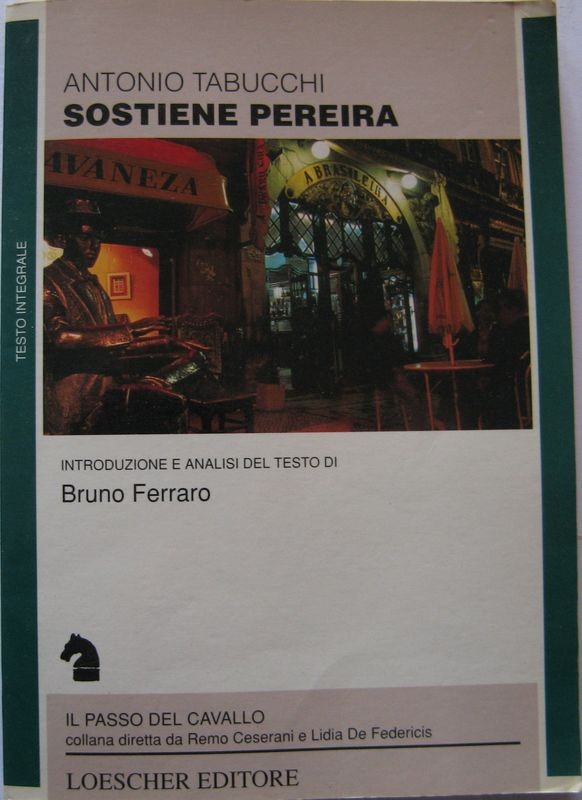 ANTONIO TABUCCHI
SOSTIENE PEREIRA
AVANEZA
A BRASILEIRA
TESTO INTEGRALE
INTRODUZIONE E ANALISI DEL TESTO DI
Bruno Ferraro
IL PASSO DEL CAVALLO
collana diretta da Remo Ceserani e Lidia De Federicis
LOESCHER EDITORE